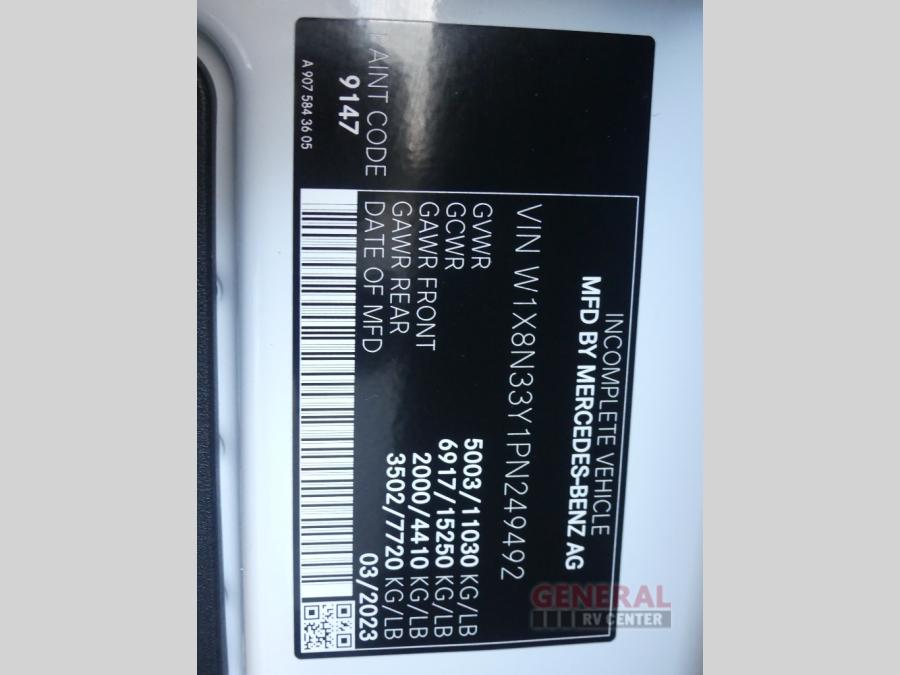 INCOMPLETE VEHICLE
MFD BY MERCEDES-BENZ AG
VIN W1X8N33Y1PN249492
GVWR 5003/11030 KG/LB
GCWR 6917/15250 KG/LB
GAWR FRONT 2000/4410 KG/LB
GAWR REAR 3502/7720 KG/LB
DATE OF MFD 03/2023
PAINT CODE
9147
A 907 584 36 05
GENERAL
RV CENTER